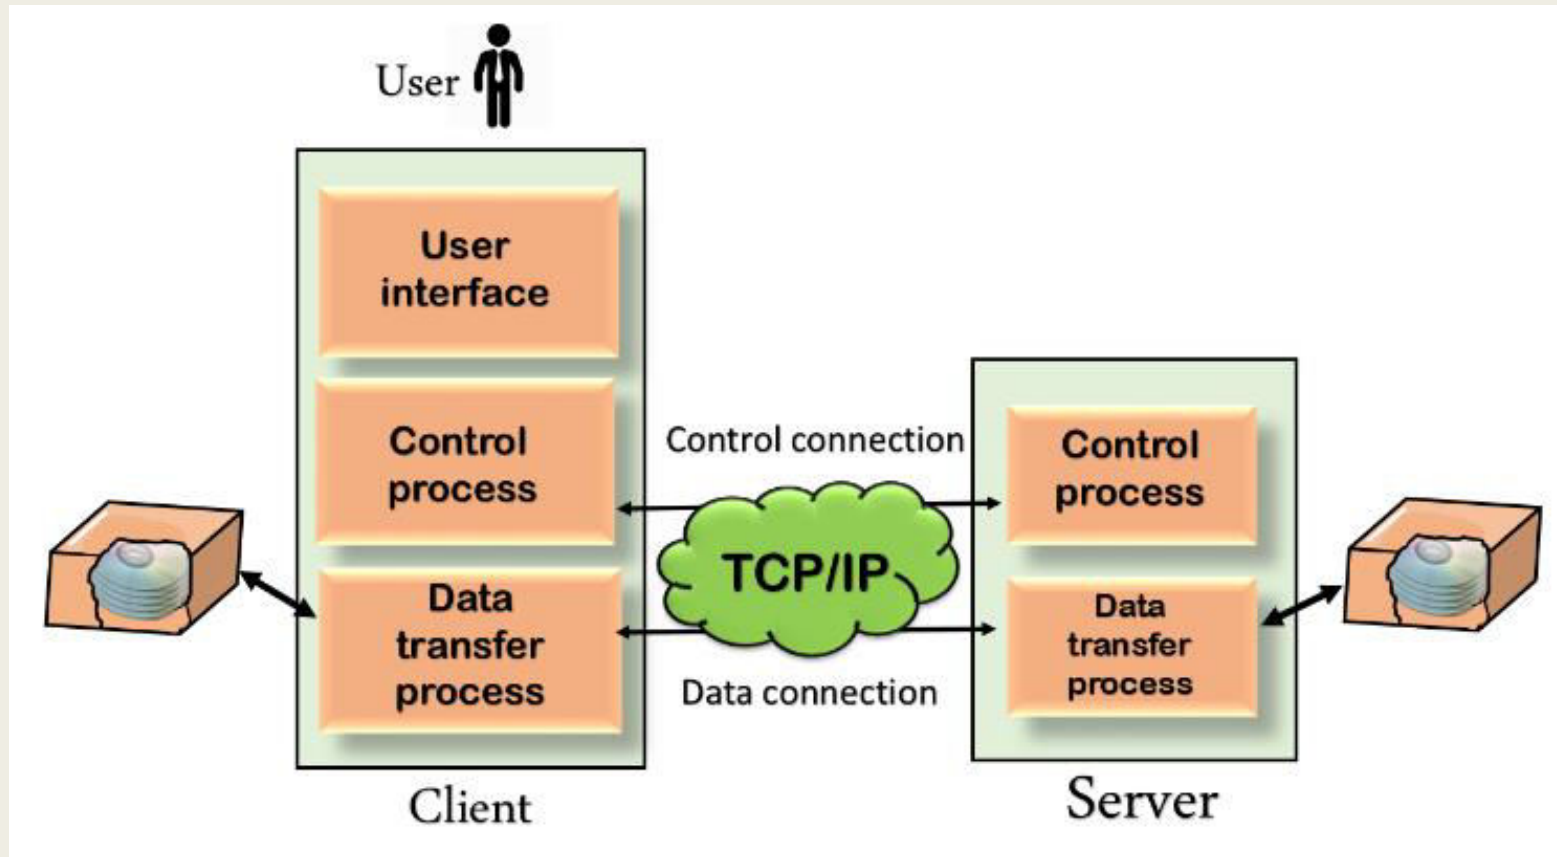 User
User
interface
Control
process
Data
transfer
process
Client
Control connection
TCP/IP
Data connection
Control
process
Data
transfer
process
Server